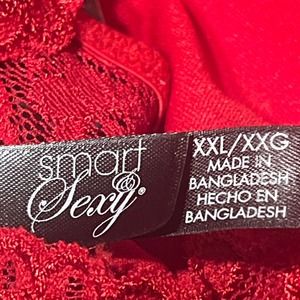 smart
&
Sexy®
XXL/XXG
MADE IN
BANGLADESH
HECHO EN
BANGLADESH